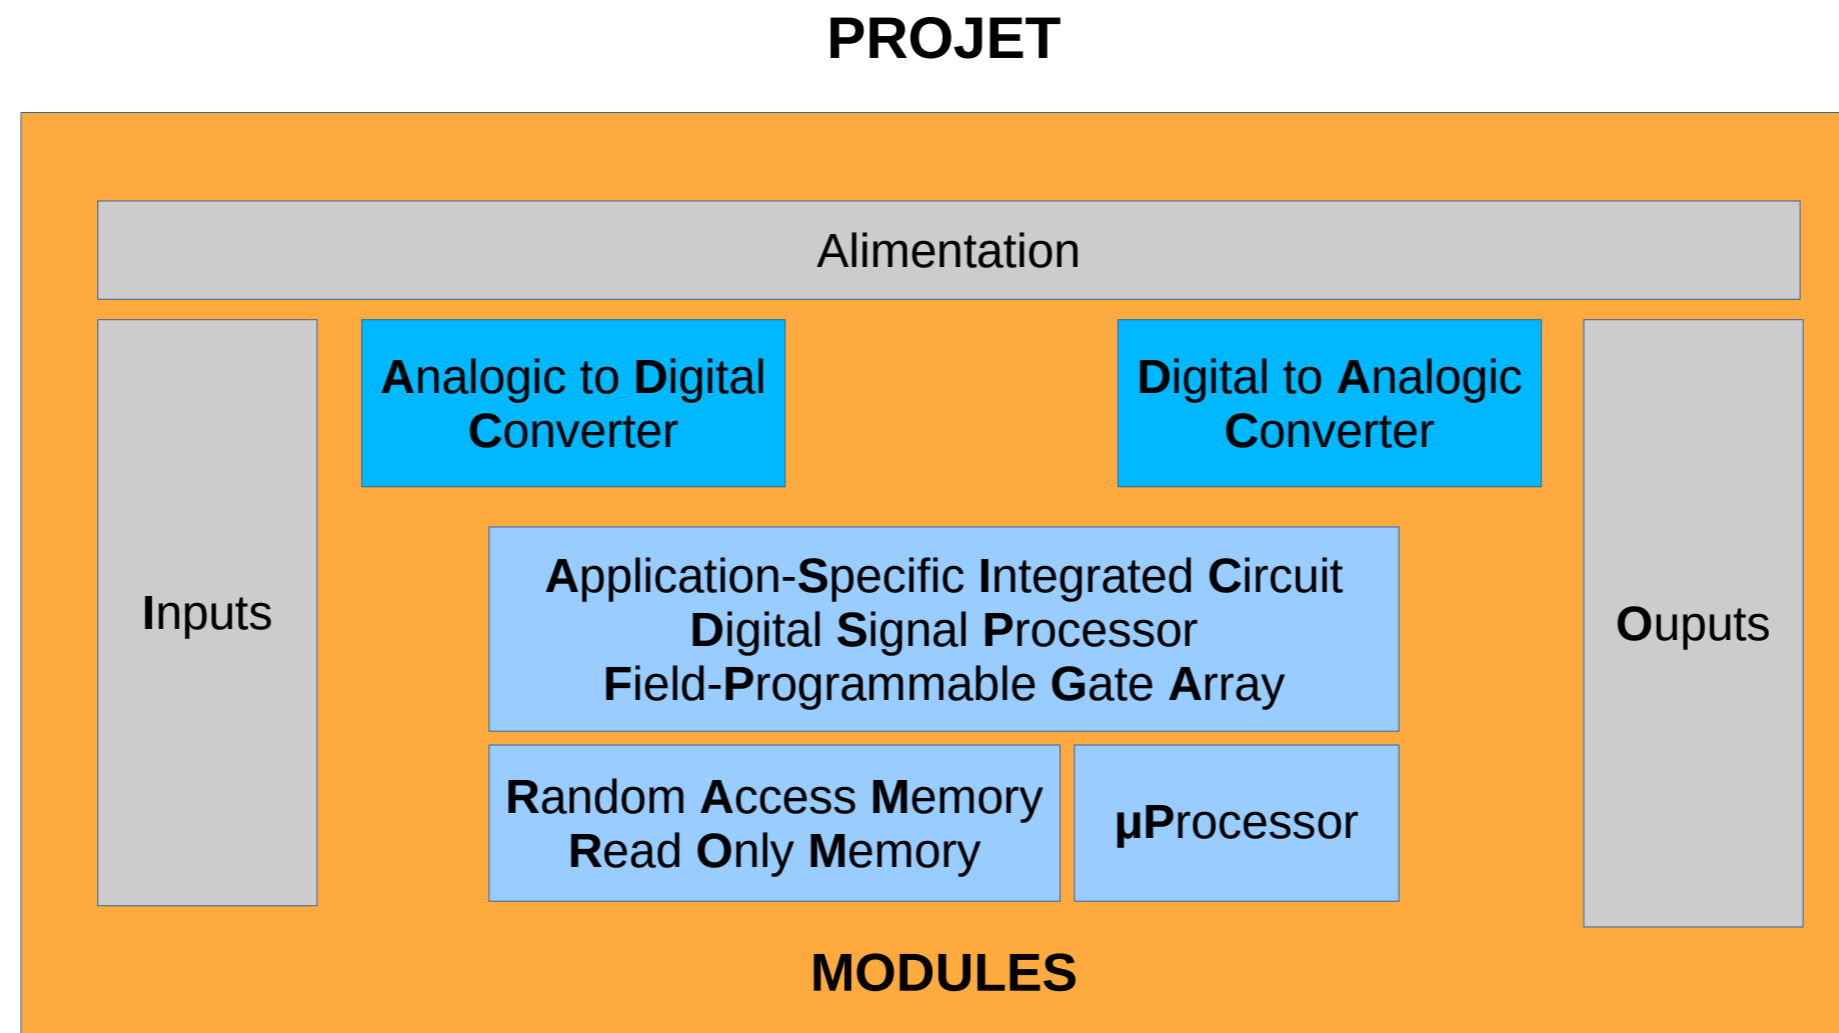 PROJET
Alimentation
Analogic to Digital
Converter
Digital to Analogic
Converter
Inputs
Application-Specific Integrated Circuit
Digital Signal Processor
Field-Programmable Gate Array
Ouputs
Random Access Memory
Read Only Memory
µProcessor
MODULES